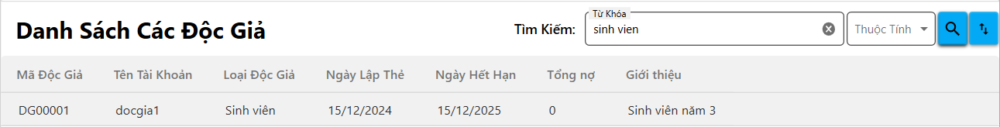 Từ Khóa
Danh Sách Các Độc Giả Tìm Kiếm: sinh vien Thuộc Tính
Mã Độc Giả Tên Tài Khoản Loại Độc Giả Ngày Lập Thẻ Ngày Hết Hạn Tổng nợ Giới thiệu
DG00001 docgia1 Sinh viên 15/12/2024 15/12/2025 0 Sinh viên năm 3